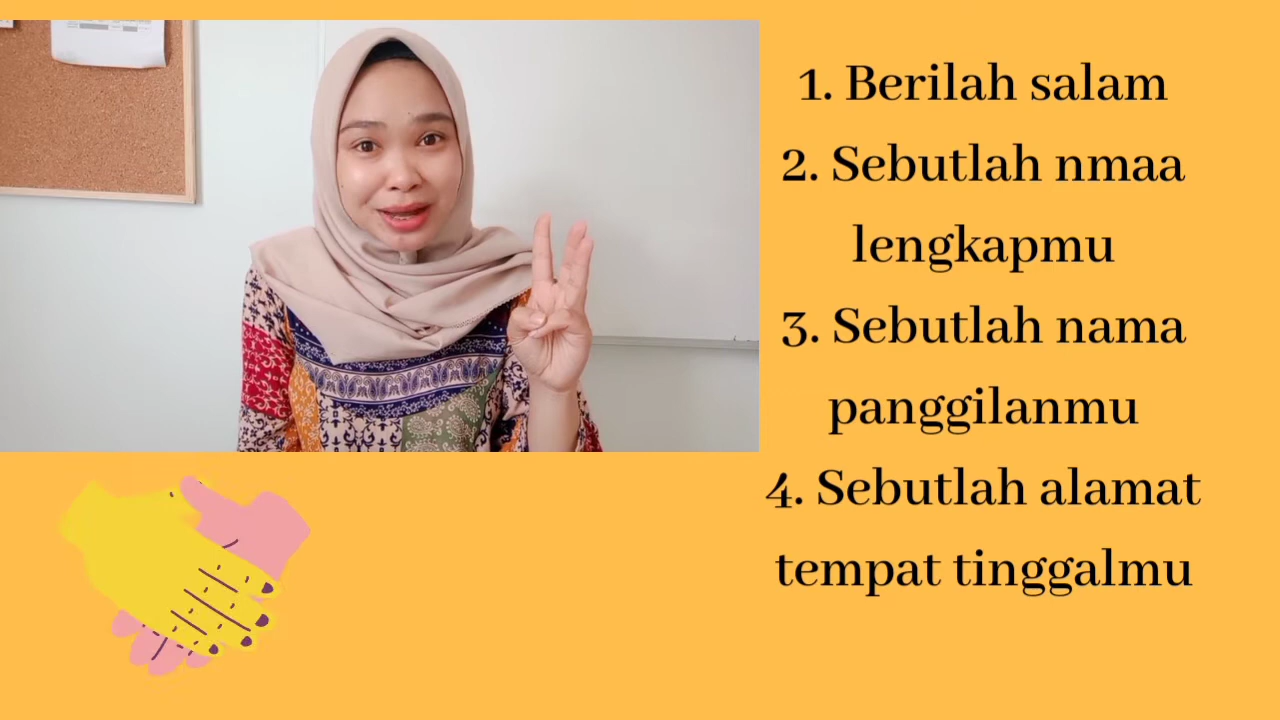 1. Berilah salam
2. Sebutlah nmaa
lengkapmu
3. Sebutlah nama
panggilanmu
4. Sebutlah alamat
tempat tinggalmu